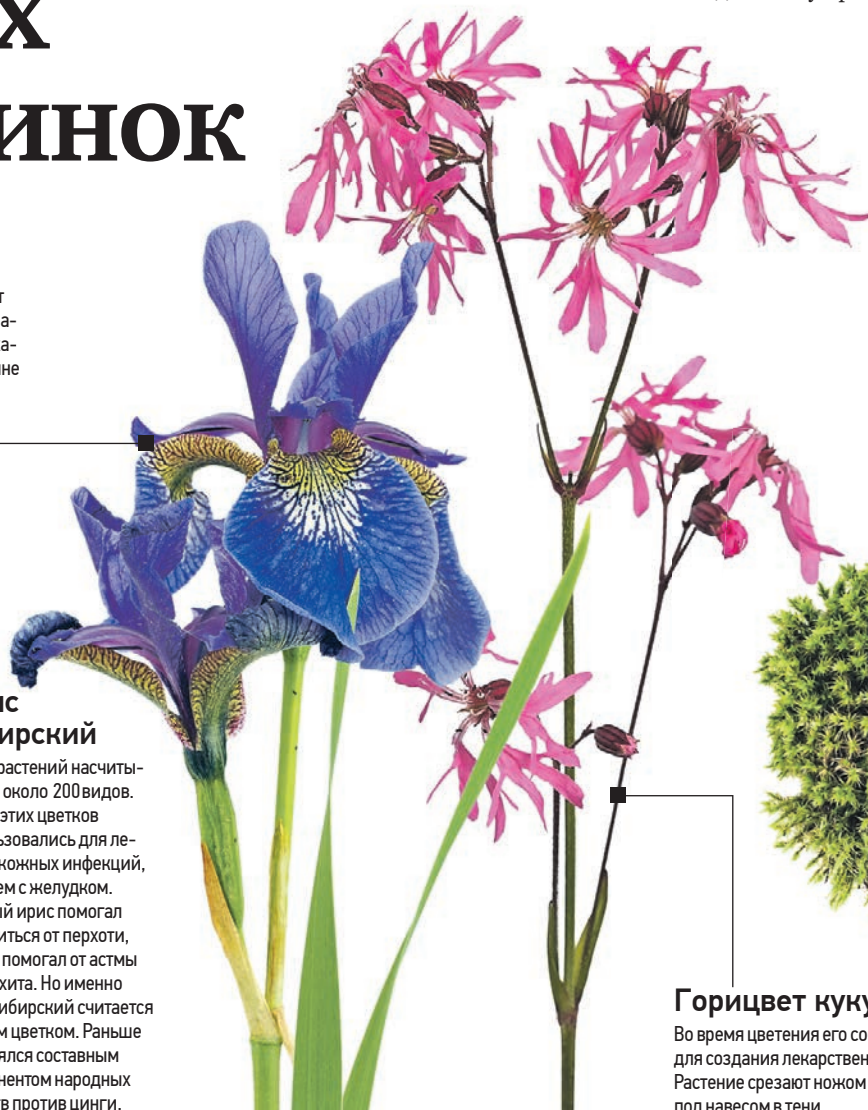 х
инок
т
а-
а-
не
ис
ирский
растений насчиты-
около 200 видов.
этих цветков
ьзовались для ле-
кожных инфекций,
ем с желудком.
ый ирис помогал
иться от перхоти,
помогал от астмы
хита. Но именно
ибирский считается
м цветком. Раньше
ялся составным
нентом народных
в против цинги.
Горицвет куку
Во время цветения его со
для создания лекарствен
Растение срезают ножом
под навесом в тени